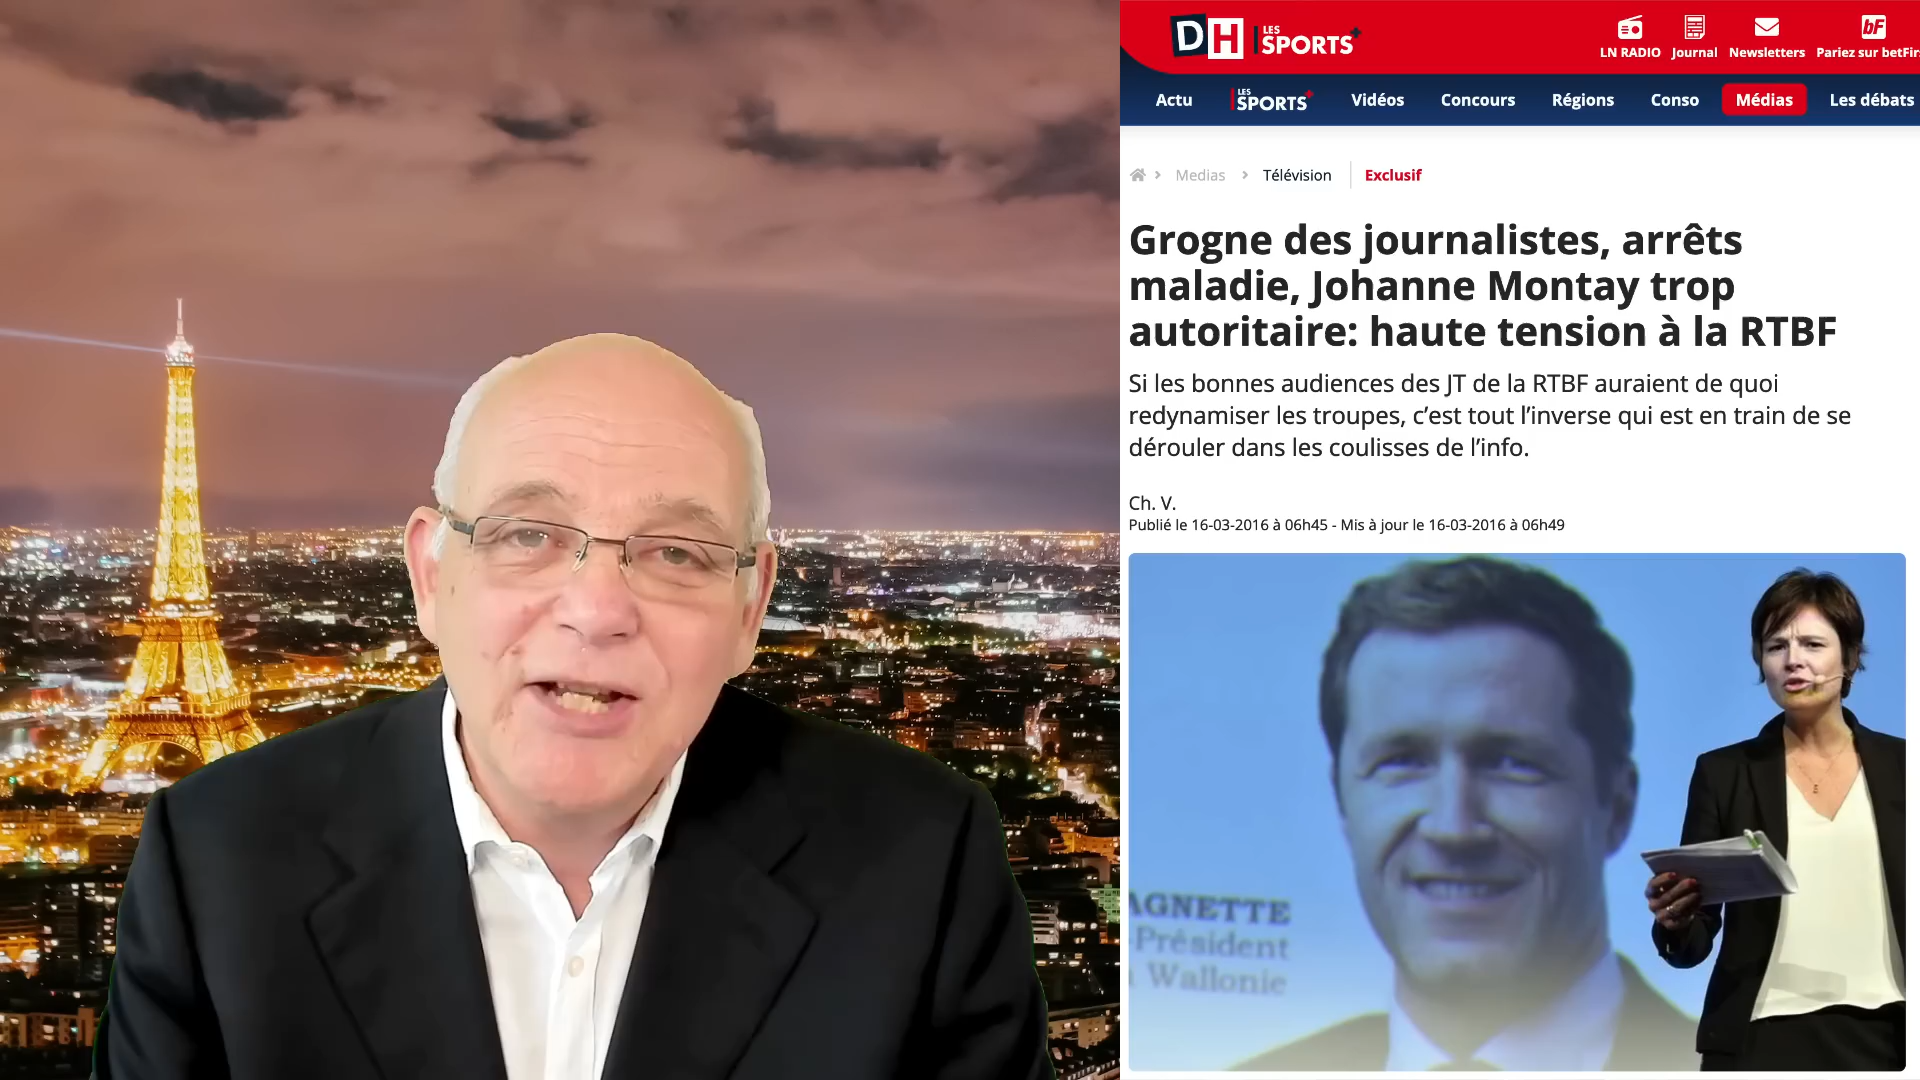 DH LES SPORTS+
LN RADIO
Journal
Newsletters
bF
Pariez sur betFirs
Actu
LES SPORTS+
Vidéos
Concours
Régions
Conso
Médias
Les débats
Medias
Télévision
Exclusif
Grogne des journalistes, arrêts
maladie, Johanne Montay trop
autoritaire: haute tension à la RTBF
Si les bonnes audiences des JT de la RTBF auraient de quoi
redynamiser les troupes, c’est tout l’inverse qui est en train de se
dérouler dans les coulisses de l’info.
Ch. V.
Publié le 16-03-2016 à 06h45 - Mis à jour le 16-03-2016 à 06h49
AGNETTE
-Président
Wallonie